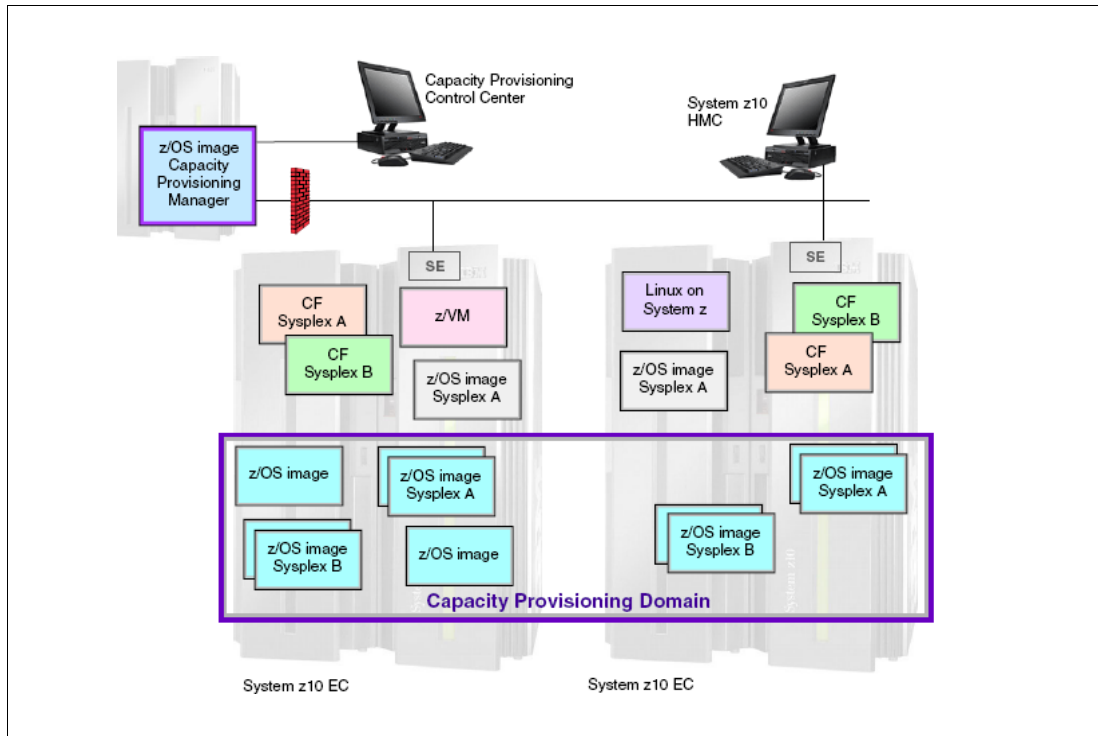 Capacity Provisioning
Control Center
System z10
HMC
z/OS image
Capacity
Provisioning
Manager
SE
SE
CF
Sysplex A
z/VM
CF
Sysplex B
z/OS image
Sysplex A
Linux on
System z
CF
Sysplex B
CF
Sysplex A
z/OS image
Sysplex A
z/OS image
z/OS image
Sysplex A
z/OS image
Sysplex B
z/OS image
z/OS image
Sysplex A
z/OS image
Sysplex B
Capacity Provisioning Domain
System z10
System z10 EC
System z10 EC